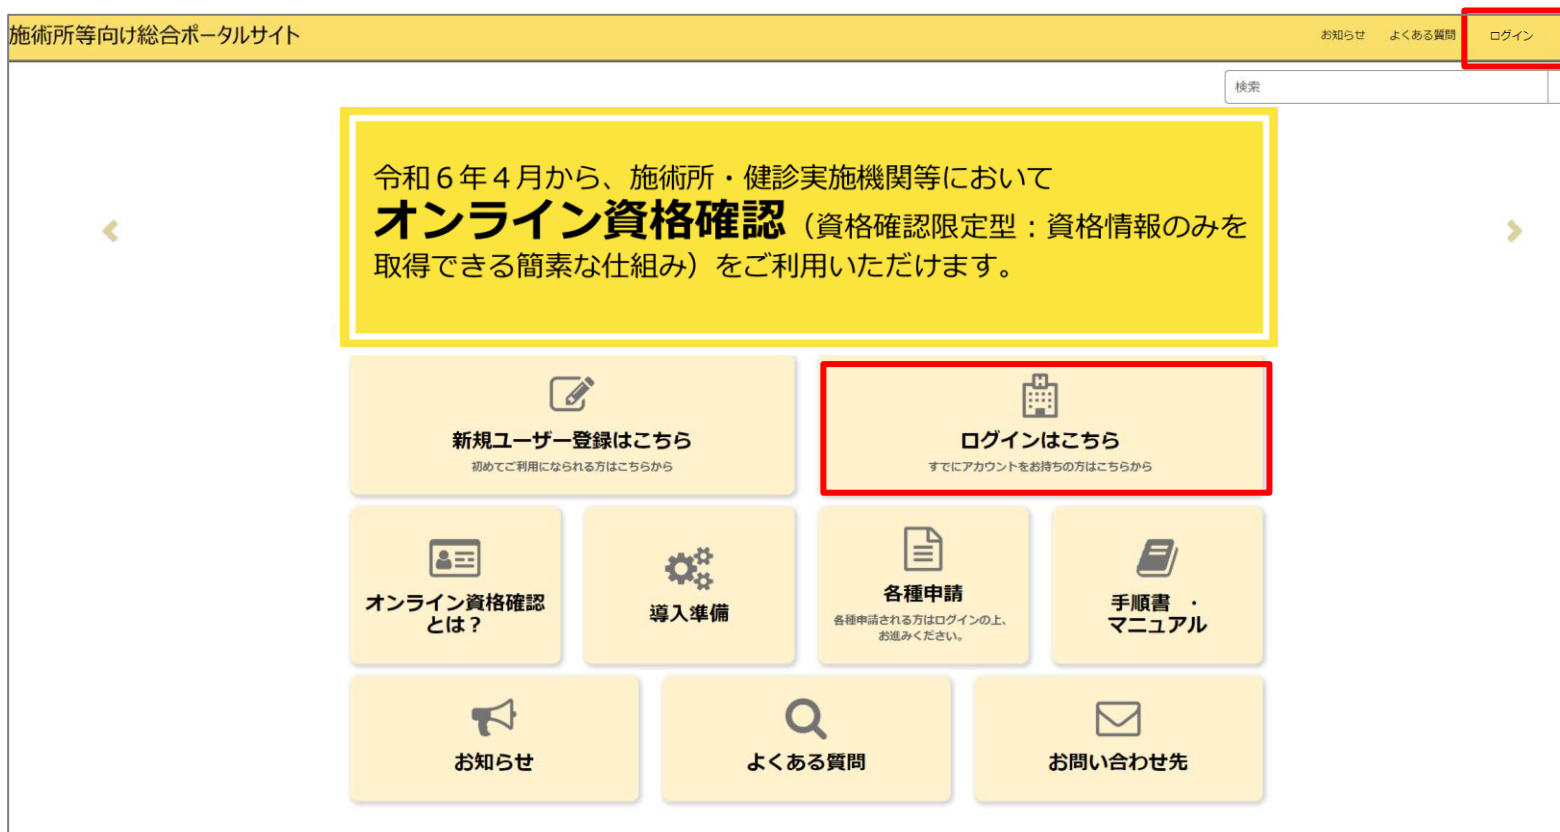 施術所等向け総合ポータルサイト
お知らせ
よくある質問
ログイン
検索
令和６年４月から、施術所・健診実施機関等において
オンライン資格確認（資格確認限定型：資格情報のみを
取得できる簡素な仕組み）をご利用いただけます。
新規ユーザー登録はこちら
初めてご利用になられる方はこちらから
ログインはこちら
すでにアカウントをお持ちの方はこちらから
オンライン資格確認
とは？
導入準備
各種申請
各種申請される方はログインの上、
お進みください。
手順書 ・
マニュアル
お知らせ
よくある質問
お問い合わせ先